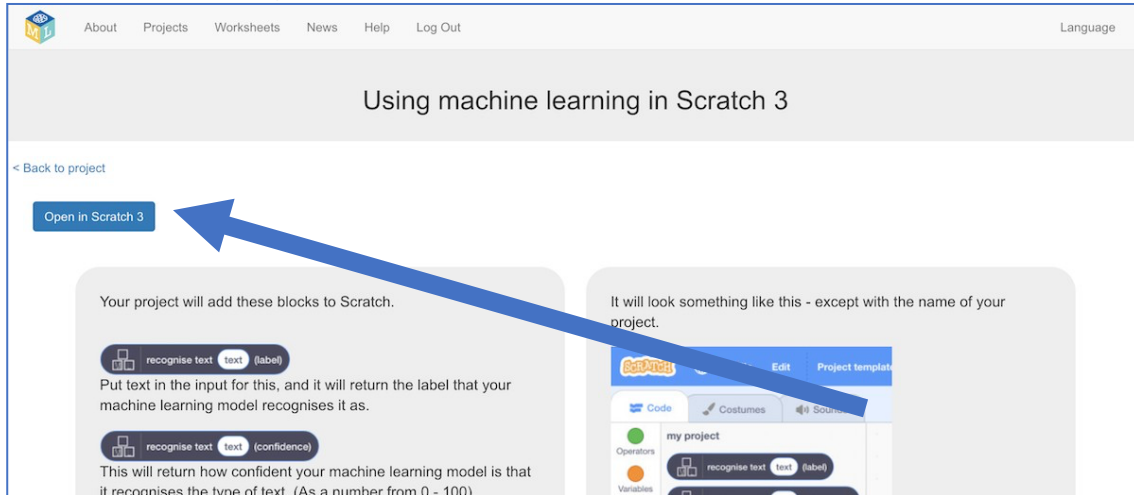 ML
About Projects Worksheets News Help Log Out Language
Using machine learning in Scratch 3
< Back to project
Open in Scratch 3
Your project will add these blocks to Scratch.
recognise text text (label)
Put text in the input for this, and it will return the label that your
machine learning model recognises it as.
recognise text text (confidence)
This will return how confident your machine learning model is that
it recognises the type of text. (As a number from 0 - 100)
It will look something like this - except with the name of your
project.
SCRATCH Edit Project
Code Costumes
Operators
my project
recognise text text (label)
Variables